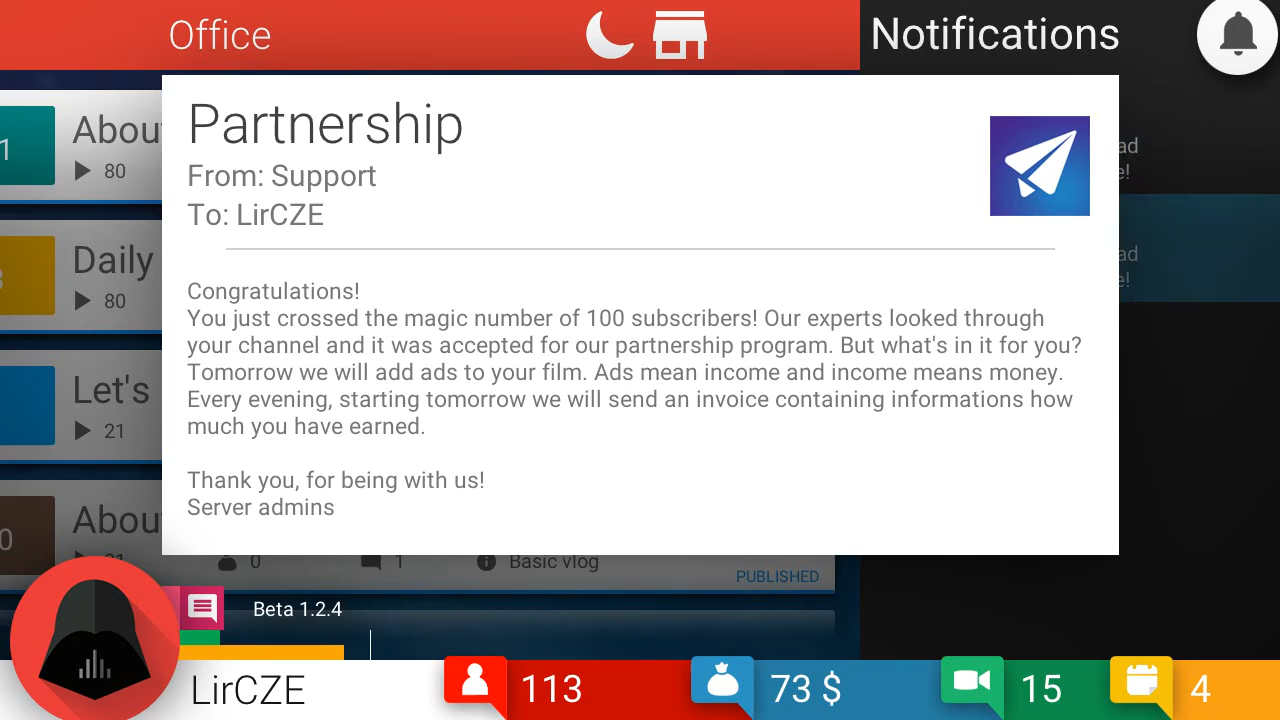 Office
Notifications
Partnership
From: Support
To: LirCZE
Congratulations!
You just crossed the magic number of 100 subscribers! Our experts looked through
your channel and it was accepted for our partnership program. But what's in it for you?
Tomorrow we will add ads to your film. Ads mean income and income means money.
Every evening, starting tomorrow we will send an invoice containing informations how
much you have earned.
Thank you, for being with us!
Server admins
1
Abou
80
ad
e!
Daily
80
ad
e!
Let's
21
0
Abou
21
0
1
Basic vlog
PUBLISHED
Beta 1.2.4
LirCZE
113
73 $
15
4